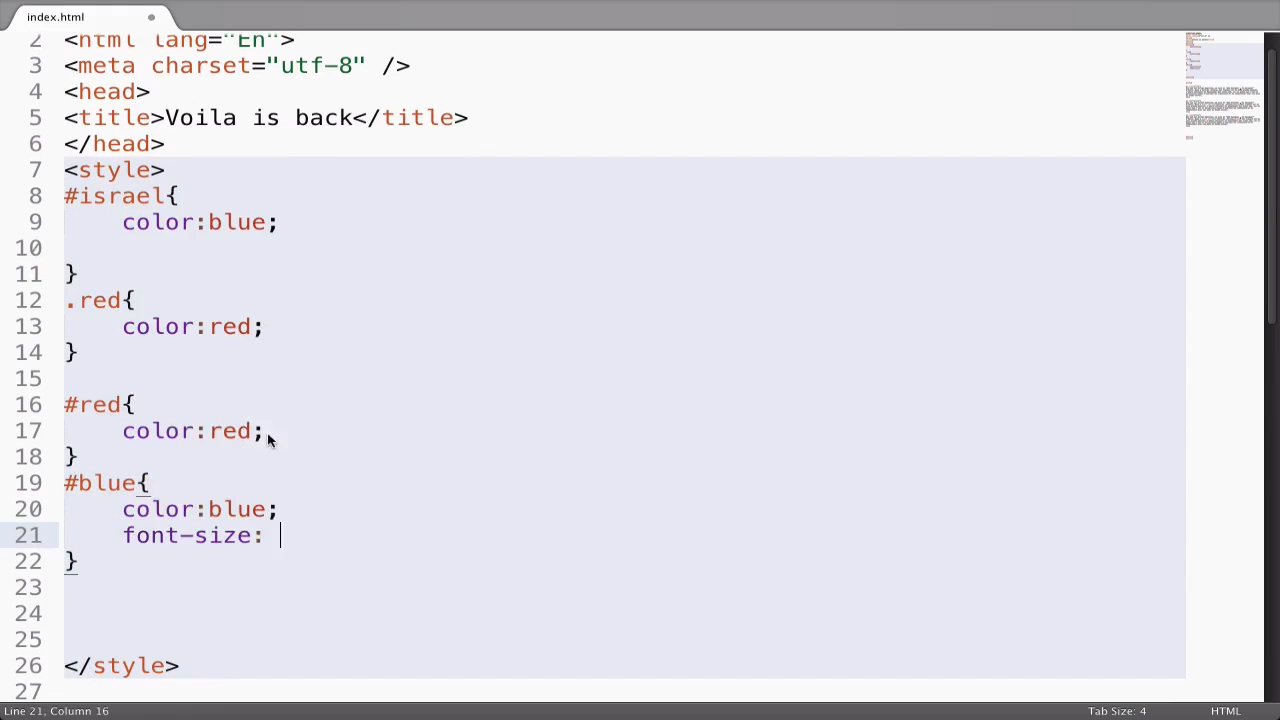 index.html
2 <html lang="En">
3 <meta charset="utf-8" />
4 <head>
5 <title>Voila is back</title>
6 </head>
7 <style>
8 #israel{
9 color:blue;
10
11 }
12 .red{
13 color:red;
14 }
15
16 #red{
17 color:red;
18 }
19 #blue{
20 color:blue;
21 font-size:
22 }
23
24
25
26 </style>
27
Line 21, Column 16
Tab Size: 4
HTML